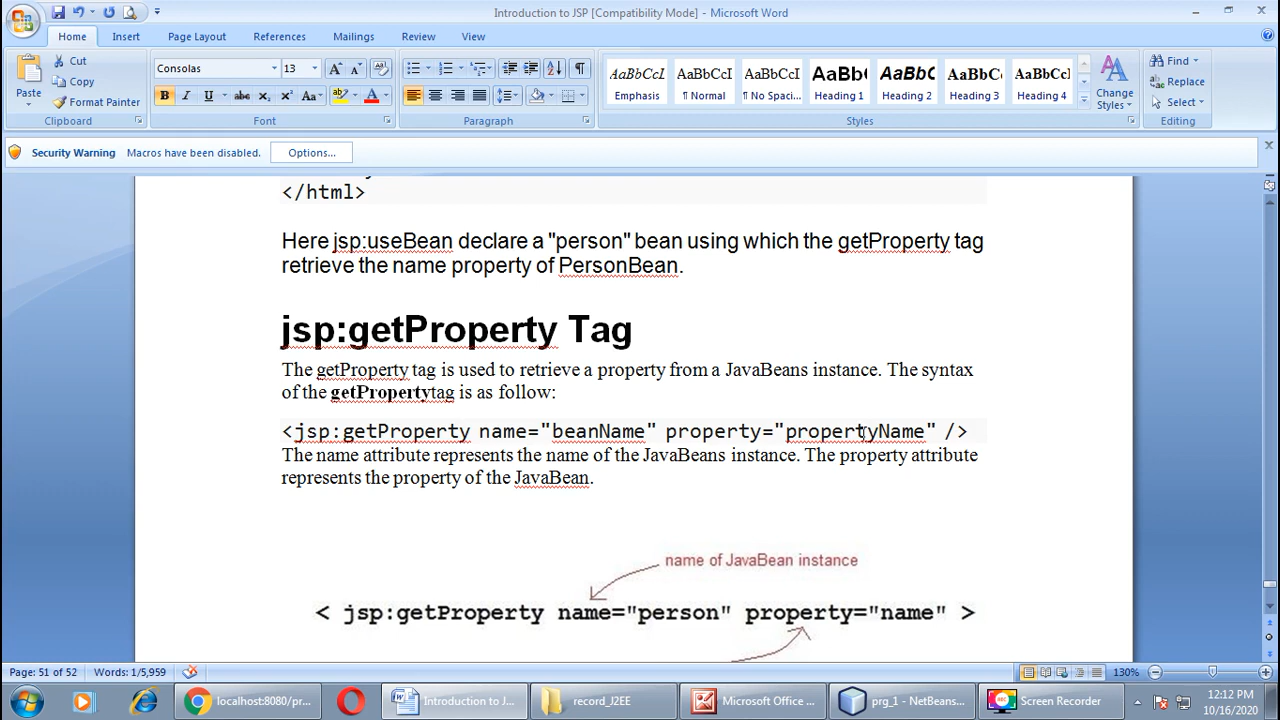 Introduction to JSP [Compatibility Mode] - Microsoft Word
Home Insert Page Layout References Mailings Review View
Paste Cut Copy Format Painter
Consolas 13
B I U abc X₂ X² Aa A
AaBbCcI AaBbCcI AaBbCcI AaBb( AaBbC AaBbC( AaBbC(
Emphasis ¶ Normal ¶ No Spaci... Heading 1 Heading 2 Heading 3 Heading 4
Change Styles
Find Replace Select
Clipboard Font Paragraph Styles Editing
Security Warning Macros have been disabled. Options...
</html>
Here jsp:useBean declare a "person" bean using which the getProperty tag
retrieve the name property of PersonBean.
jsp:getProperty Tag
The getProperty tag is used to retrieve a property from a JavaBeans instance. The syntax
of the getPropertytag is as follow:
<jsp:getProperty name="beanName" property="propertyName" />
The name attribute represents the name of the JavaBeans instance. The property attribute
represents the property of the JavaBean.
name of JavaBean instance
< jsp:getProperty name="person" property="name" >
Page: 51 of 52 Words: 1/5,959 130%
localhost:8080/pr... Introduction to J... record_J2EE Microsoft Office ... prg_1 - NetBeans... Screen Recorder 12:12 PM
10/16/2020